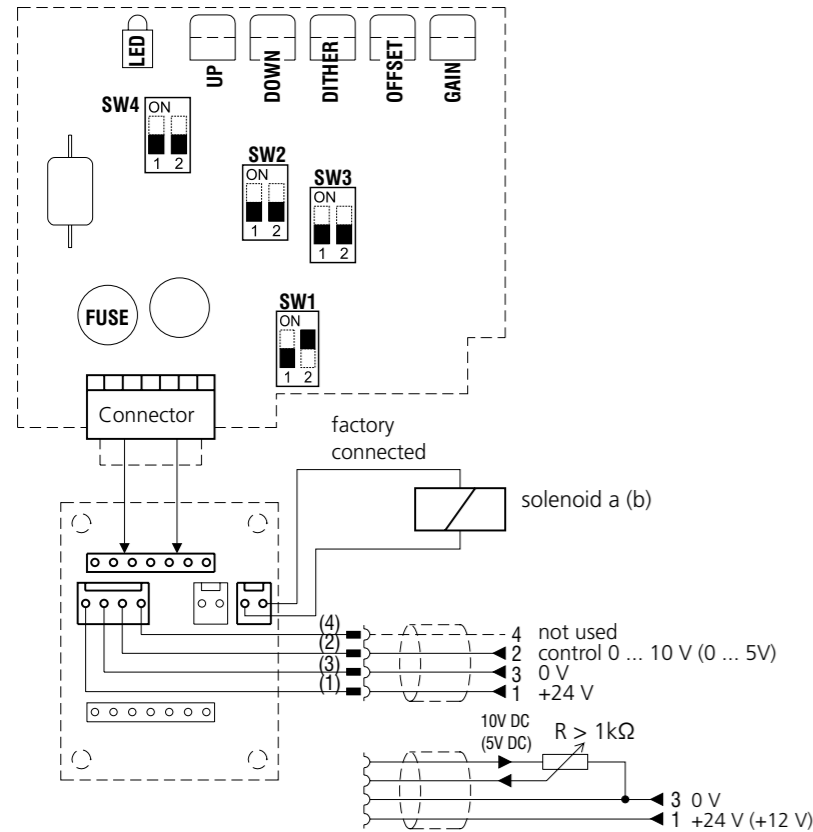 LED
UP
DOWN
DITHER
OFFSET
GAIN
SW4
ON
1 2
SW2
ON
1 2
SW3
ON
1 2
SW1
ON
1 2
FUSE
Connector
factory
connected
solenoid a (b)
(4)
4 not used
(2)
2 control 0 ... 10 V (0 ... 5V)
(3)
3 0 V
(1)
1 +24 V
10V DC
(5V DC)
R > 1kΩ
3 0 V
1 +24 V (+12 V)